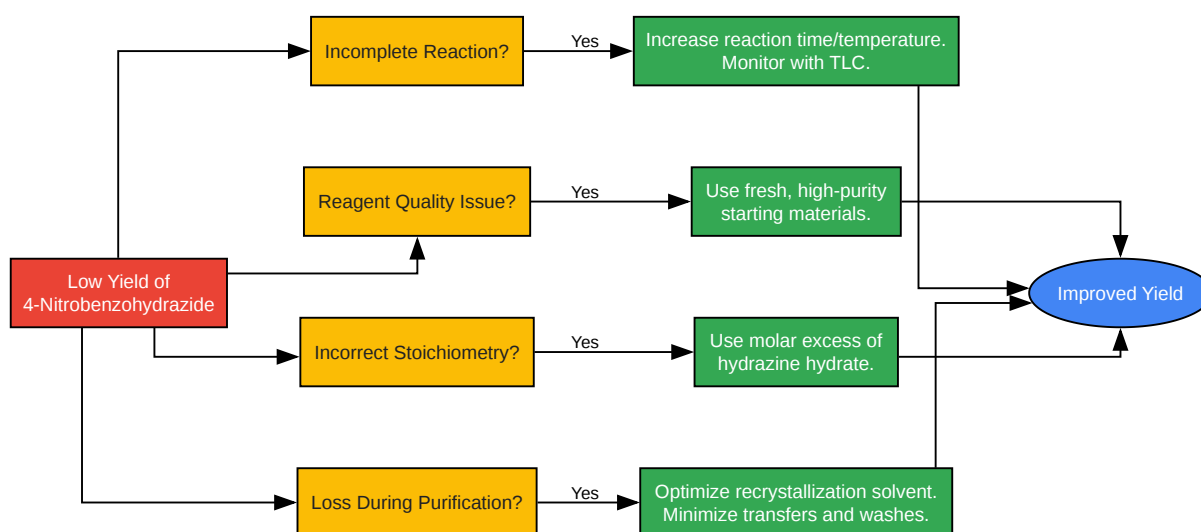 Incomplete Reaction?
Yes
Increase reaction time/temperature.
Monitor with TLC.
Reagent Quality Issue?
Yes
Use fresh, high-purity
starting materials.
Low Yield of
4-Nitrobenzohydrazide
Improved Yield
Incorrect Stoichiometry?
Yes
Use molar excess of
hydrazine hydrate.
Loss During Purification?
Yes
Optimize recrystallization solvent.
Minimize transfers and washes.